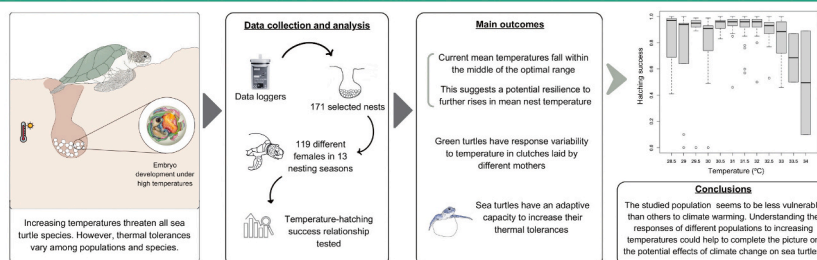 Embryo
development under
high temperatures
Increasing temperatures threaten all sea
turtle species. However, thermal tolerances
vary among populations and species.
Data collection and analysis
Data loggers
171 selected nests
119 different
females in 13
nesting seasons
Temperature-hatching
success relationship
tested
Main outcomes
Current mean temperatures fall within
the middle of the optimal range
This suggests a potential resilience to
further rises in mean nest temperature
Green turtles have response variability
to temperature in clutches laid by
different mothers
Sea turtles have an adaptive
capacity to increase their
thermal tolerances
Hatching success
1.0
0.8
0.6
0.4
0.2
0.0
28.5 29 29.5 30 30.5 31 31.5 32 32.5 33 33.5 34
Temperature (ºC)
Conclusions
The studied population seems to be less vulnerabl
than others to climate warming. Understanding the
responses of different populations to increasing
temperatures could help to complete the picture on
the potential effects of climate change on sea turtle